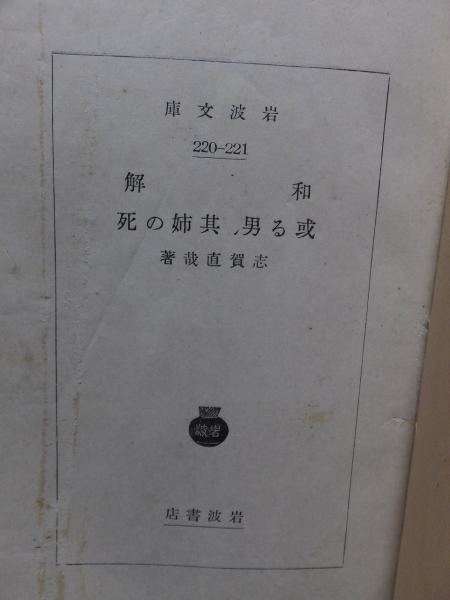 岩波文庫
220-221
和解
或る男、其姉の死
志賀直哉著
岩波
岩波書店